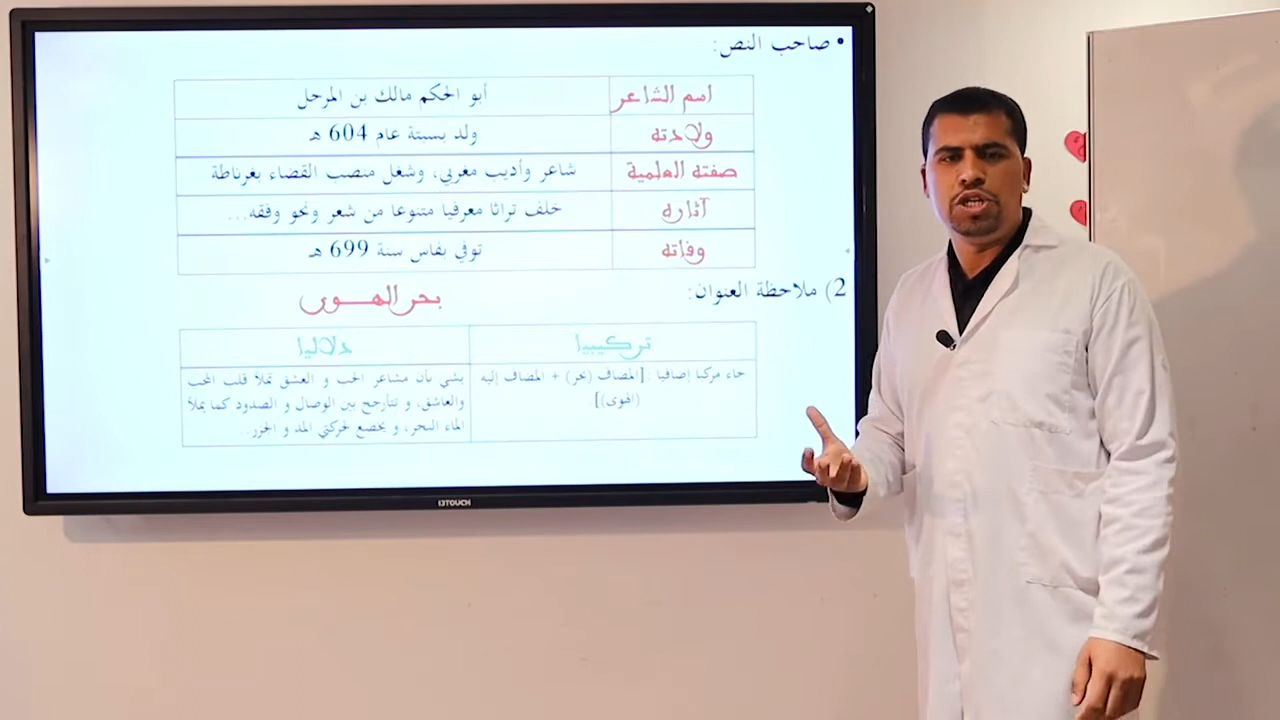 • صاحب النص:
اسم الشاعر أبو الحكم مالك بن المرحل
ولادته ولد بسبتة عام 604 هـ
صفته العلمية شاعر وأديب مغربي، وشغل منصب القضاء بغرناطة
آثاره خلف تراثا معرفيا متنوعا من شعر ونحو وفقه...
وفاته توفي بفاس سنة 699 هـ
2) ملاحظة العنوان: بحر الهوى
تركيبيا دلاليا
جاء مركبا إضافيا : [المضاف (بحر) + المضاف إليه
(الهوى)]
يشي بأن مشاعر الحب و العشق تملأ قلب المحب
والعاشق، و تتأرجح بين الوصال و الصدود كما يملأ
الماء البحر، و يخضع لحركتي المد و الجزر..
I3TOUCH